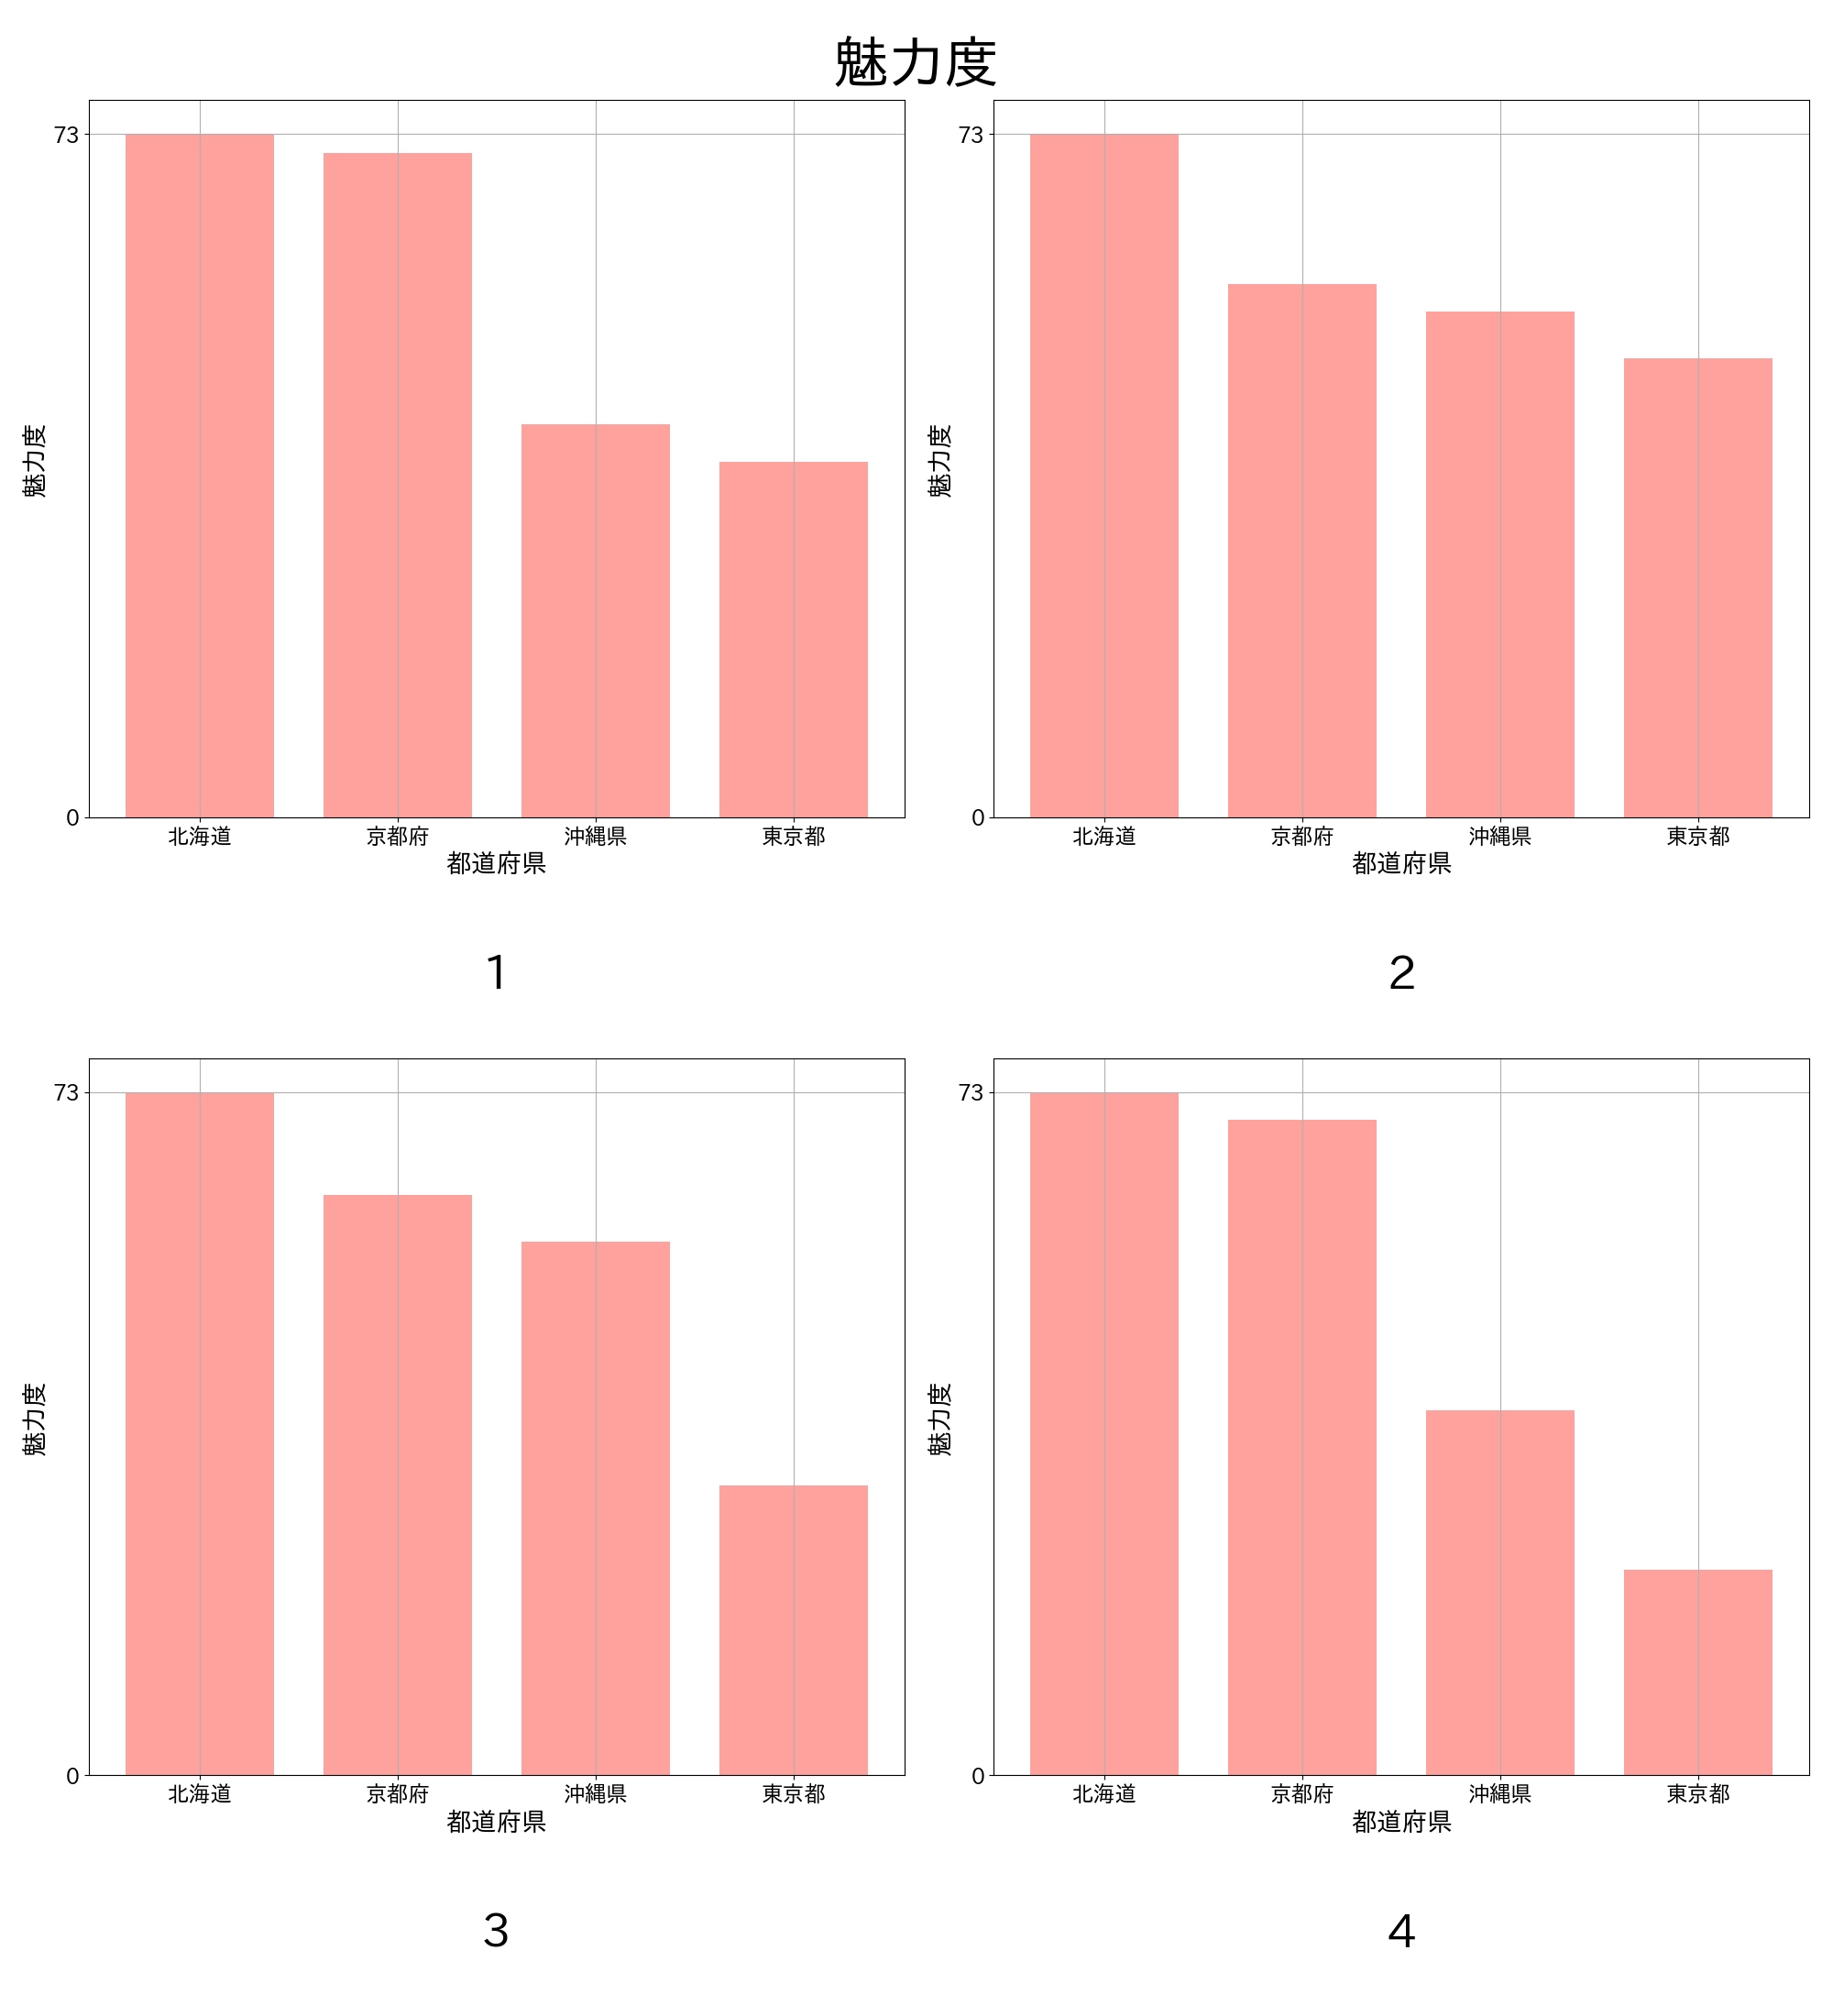 魅力度
73
0
魅力度
北海道 京都府 沖縄県 東京都
都道府県
1
73
0
魅力度
北海道 京都府 沖縄県 東京都
都道府県
2
73
0
魅力度
北海道 京都府 沖縄県 東京都
都道府県
3
73
0
魅力度
北海道 京都府 沖縄県 東京都
都道府県
4